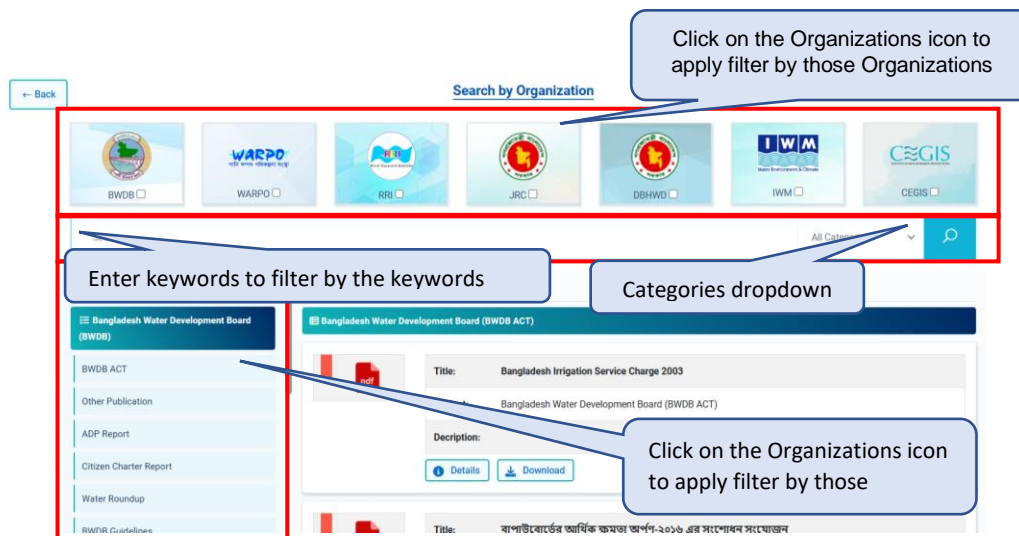 Click on the Organizations icon to
apply filter by those Organizations
← Back
Search by Organization
BWDB
WARPO
WARPO
RRI
JRC
DBHWD
IWM
IWM
CEGIS
CEGIS
All
Enter keywords to filter by the keywords
Categories dropdown
Bangladesh Water Development Board
(BWDB)
Bangladesh Water Development Board (BWDB ACT)
BWDB ACT
Other Publication
ADP Report
Citizen Charter Report
Water Roundup
BWDB Guidelines
pdf
Title: Bangladesh Irrigation Service Charge 2003
Bangladesh Water Development Board (BWDB ACT)
Decription:
Details
Download
Click on the Organizations icon
to apply filter by those
Title: বাপাউবোর্ডের আর্থিক ক্ষমতা অর্পণ-২০১৬ এর সংশোধন সংযোজন